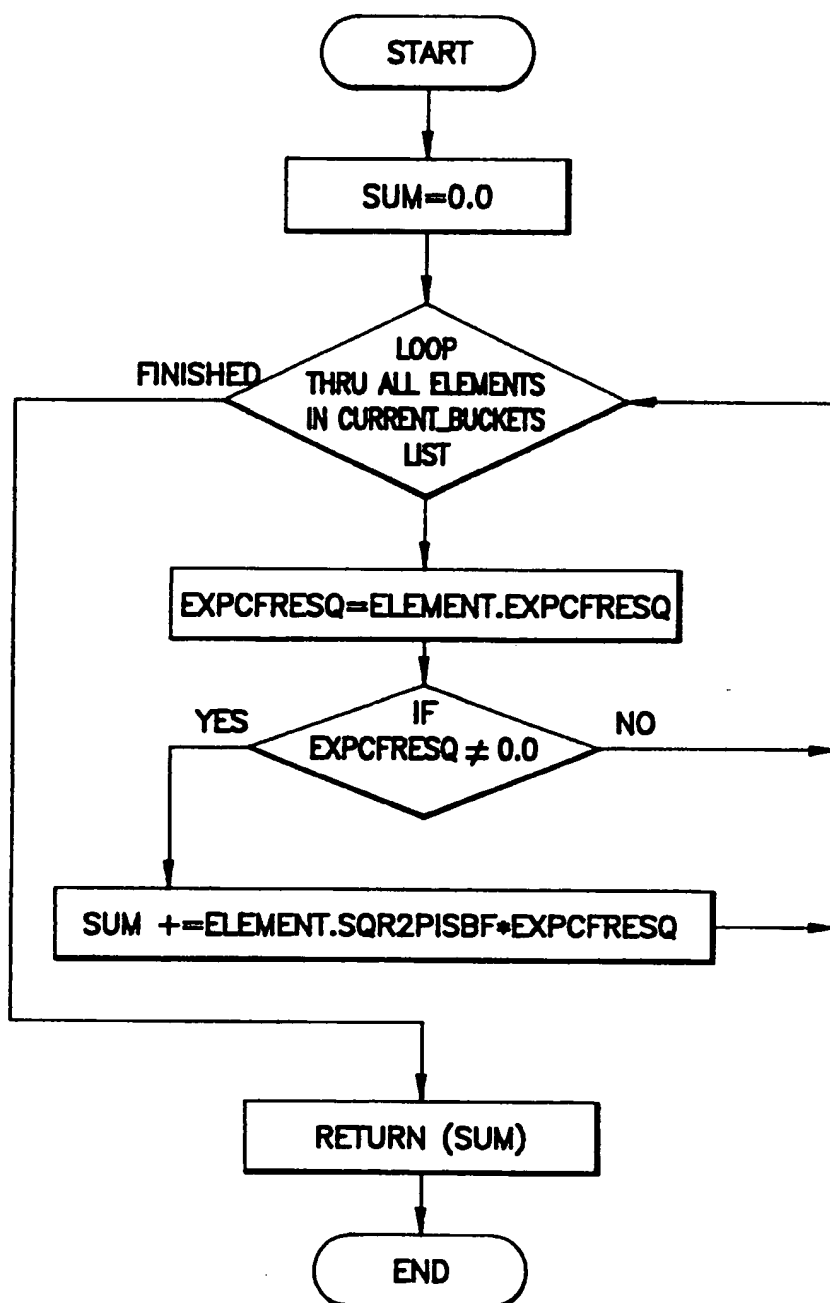 START
SUM=0.0
FINISHED
LOOP
THRU ALL ELEMENTS
IN CURRENT_BUCKETS
LIST
EXPCFRESQ=ELEMENT.EXPCFRESQ
YES
IF
EXPCFRESQ ≠ 0.0
NO
SUM +=ELEMENT.SQR2PISBF*EXPCFRESQ
RETURN (SUM)
END